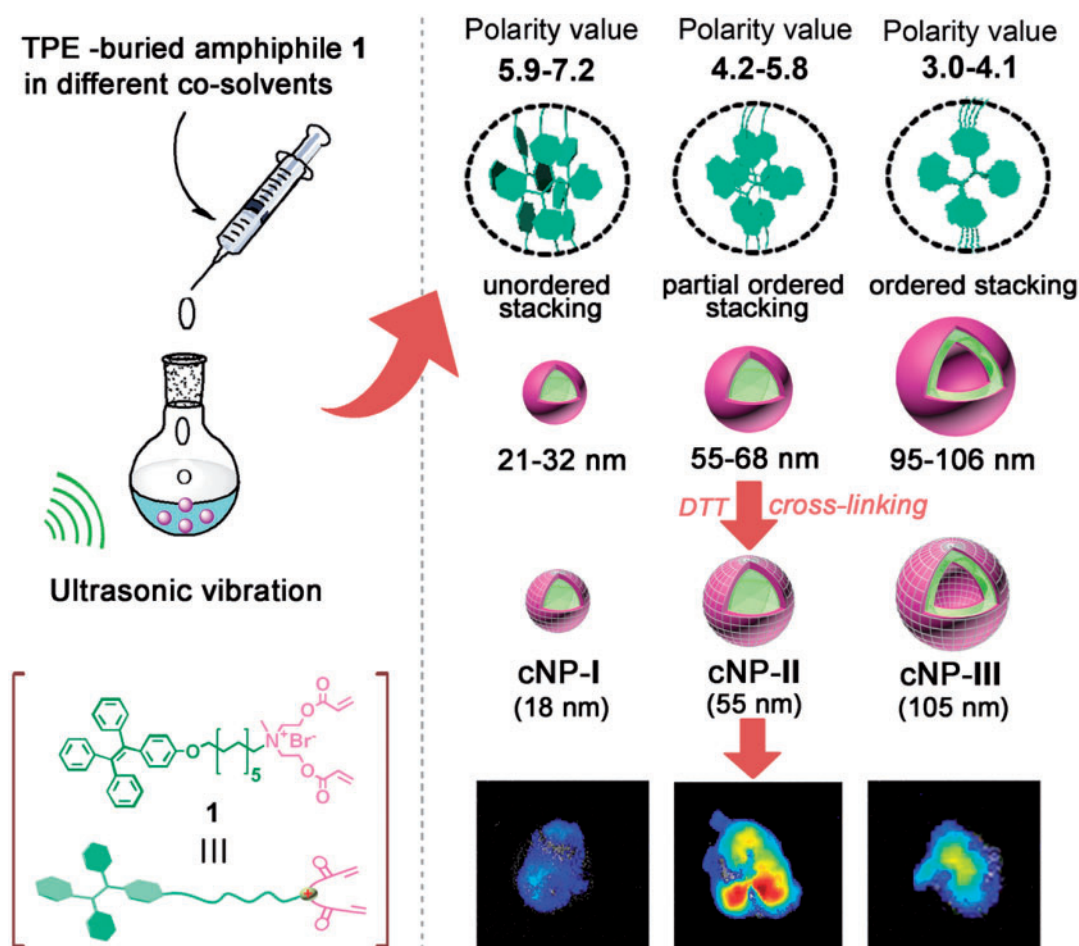 TPE -buried amphiphile 1
in different co-solvents
Ultrasonic vibration
O
N
+
Br-
O
O
O
O
5
1
O
O
+
Polarity value
5.9-7.2
Polarity value
4.2-5.8
Polarity value
3.0-4.1
unordered
stacking
partial ordered
stacking
ordered stacking
21-32 nm
55-68 nm
95-106 nm
DTT cross-linking
cNP-I
(18 nm)
cNP-II
(55 nm)
cNP-III
(105 nm)